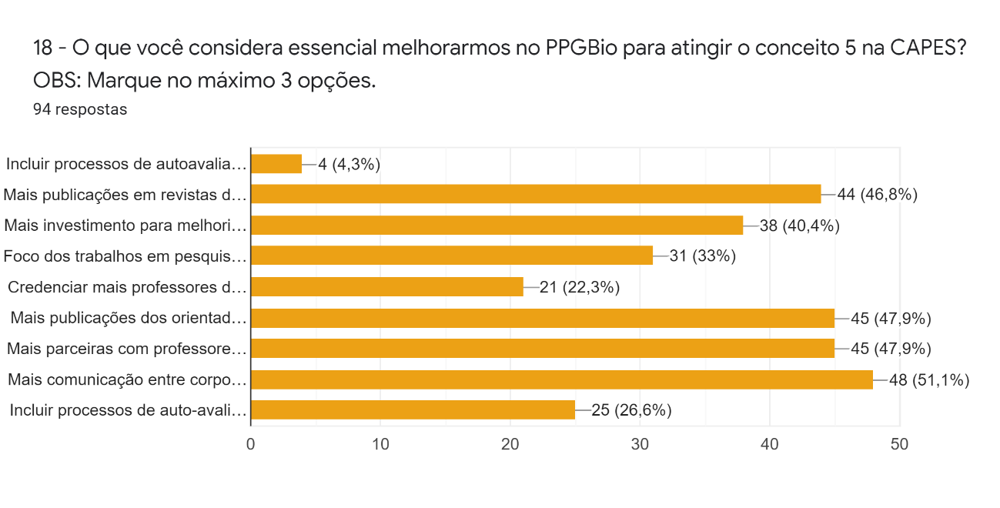 18 - O que você considera essencial melhorarmos no PPGBio para atingir o conceito 5 na CAPES?
OBS: Marque no máximo 3 opções.
94 respostas
Incluir processos de autoavalia… 4 (4,3%)
Mais publicações em revistas d… 44 (46,8%)
Mais investimento para melhori… 38 (40,4%)
Foco dos trabalhos em pesquis… 31 (33%)
Credenciar mais professores d… 21 (22,3%)
Mais publicações dos orientad… 45 (47,9%)
Mais parceiras com professore… 45 (47,9%)
Mais comunicação entre corpo… 48 (51,1%)
Incluir processos de auto-avali… 25 (26,6%)
0 10 20 30 40 50